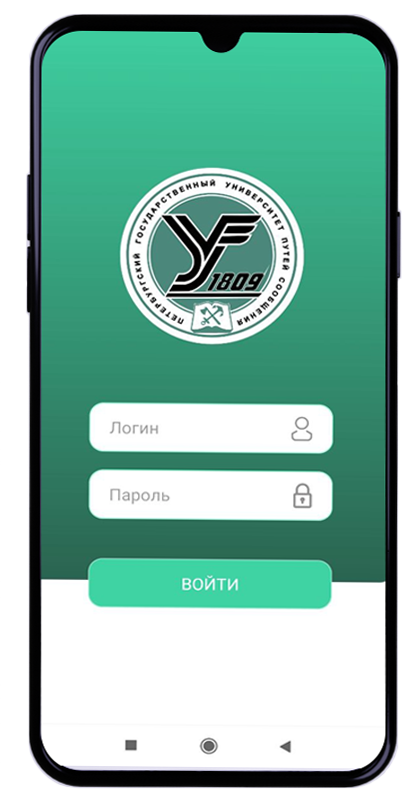 ПЕТЕРБУРГСКИЙ ГОСУДАРСТВЕННЫЙ УНИВЕРСИТЕТ ПУТЕЙ СООБЩЕНИЯ
1809
Логин
Пароль
ВОЙТИ